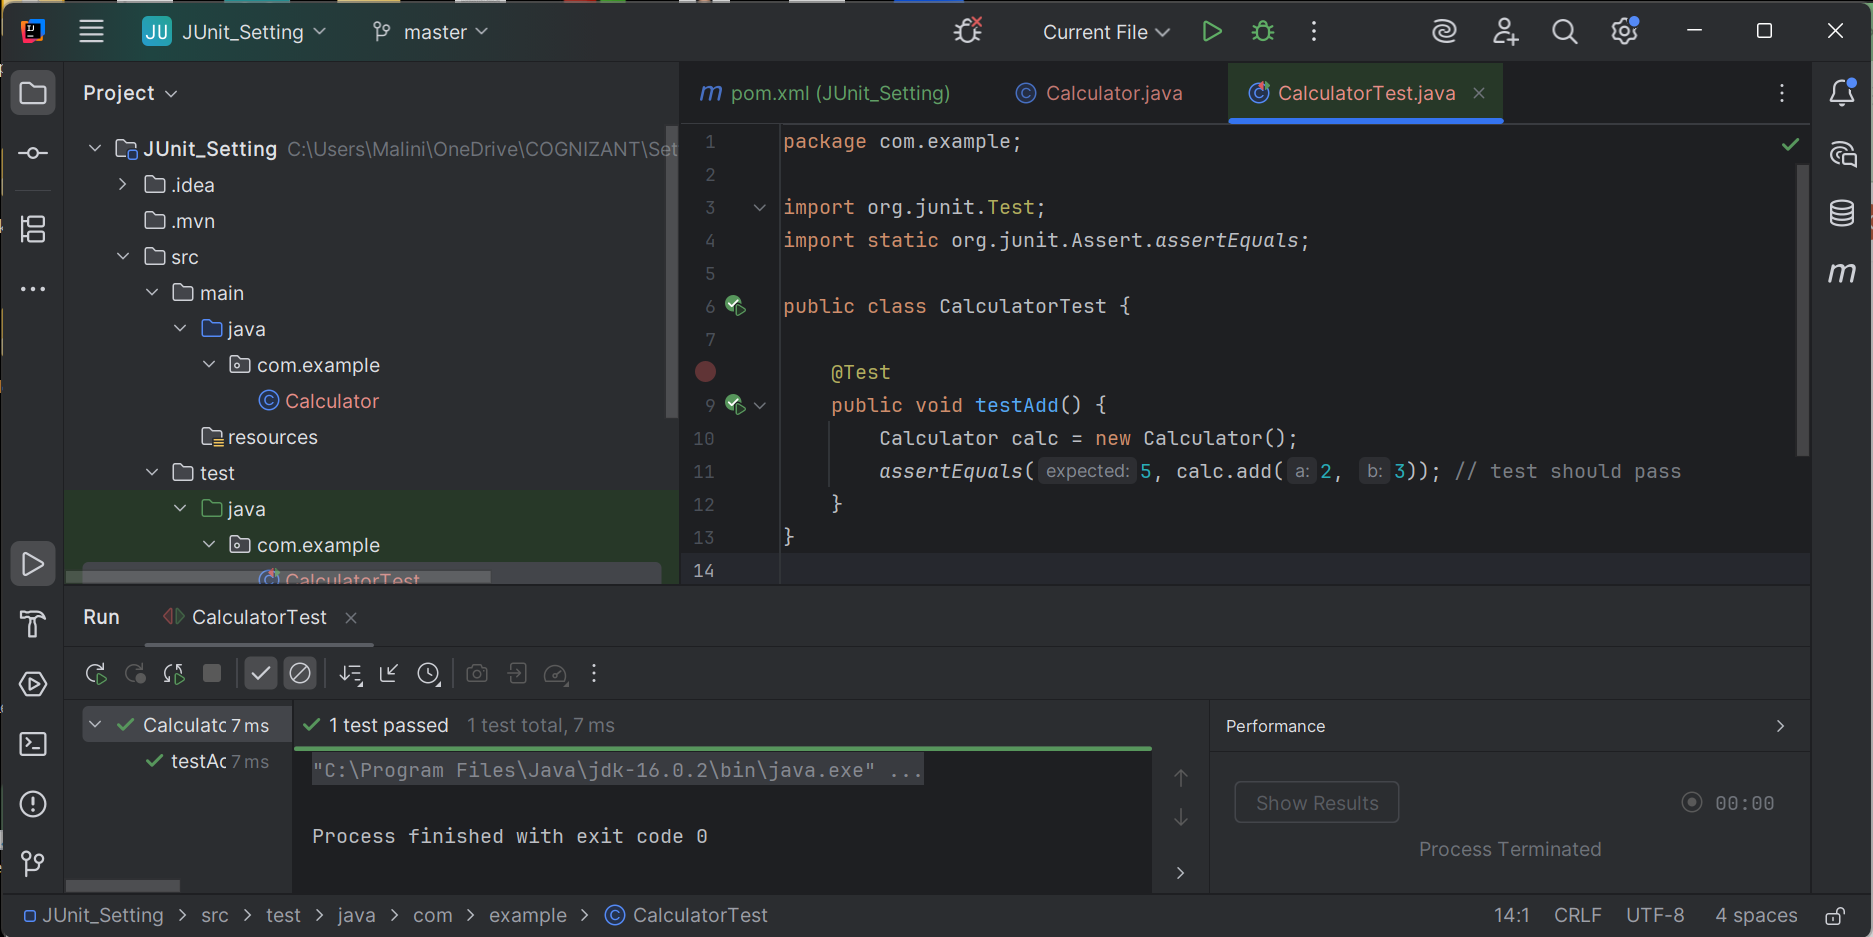 JU JUnit_Setting master Current File
Project
pom.xml (JUnit_Setting) Calculator.java CalculatorTest.java
JUnit_Setting C:\Users\Malini\OneDrive\COGNIZANT\Set
.idea
.mvn
src
main
java
com.example
Calculator
resources
test
java
com.example
CalculatorTest
1 package com.example;
2
3 import org.junit.Test;
4 import static org.junit.Assert.assertEquals;
5
6 public class CalculatorTest {
7
@Test
9 public void testAdd() {
10 Calculator calc = new Calculator();
11 assertEquals( expected: 5, calc.add( a: 2, b: 3)); // test should pass
12 }
13 }
14
Run CalculatorTest
Calculatc 7 ms
testAc 7 ms
1 test passed 1 test total, 7 ms
"C:\Program Files\Java\jdk-16.0.2\bin\java.exe" ...
Process finished with exit code 0
Performance
Show Results 00:00
Process Terminated
JUnit_Setting > src > test > java > com > example > CalculatorTest 14:1 CRLF UTF-8 4 spaces